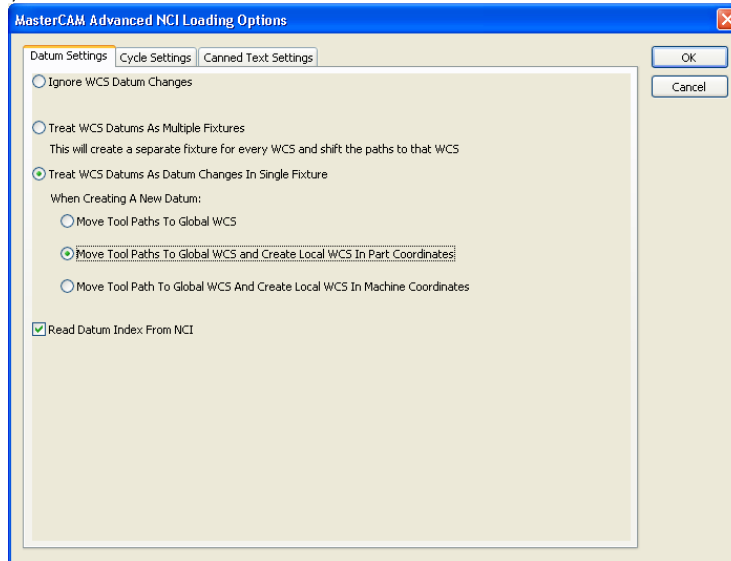 MasterCAM Advanced NCI Loading Options
Datum Settings Cycle Settings Canned Text Settings
OK
Cancel
Ignore WCS Datum Changes
Treat WCS Datums As Multiple Fixtures
This will create a separate fixture for every WCS and shift the paths to that WCS
Treat WCS Datums As Datum Changes In Single Fixture
When Creating A New Datum:
Move Tool Paths To Global WCS
Move Tool Paths To Global WCS and Create Local WCS In Part Coordinates
Move Tool Path To Global WCS And Create Local WCS In Machine Coordinates
Read Datum Index From NCI